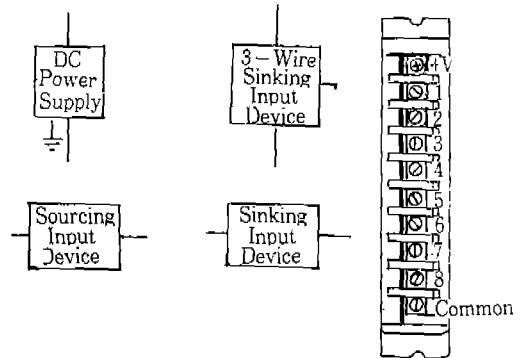 DC
Power
Supply
3-Wire
Sinking
Input
Device
Sourcing
Input
Device
Sinking
Input
Device
+V
1
2
3
4
5
6
7
8
Common